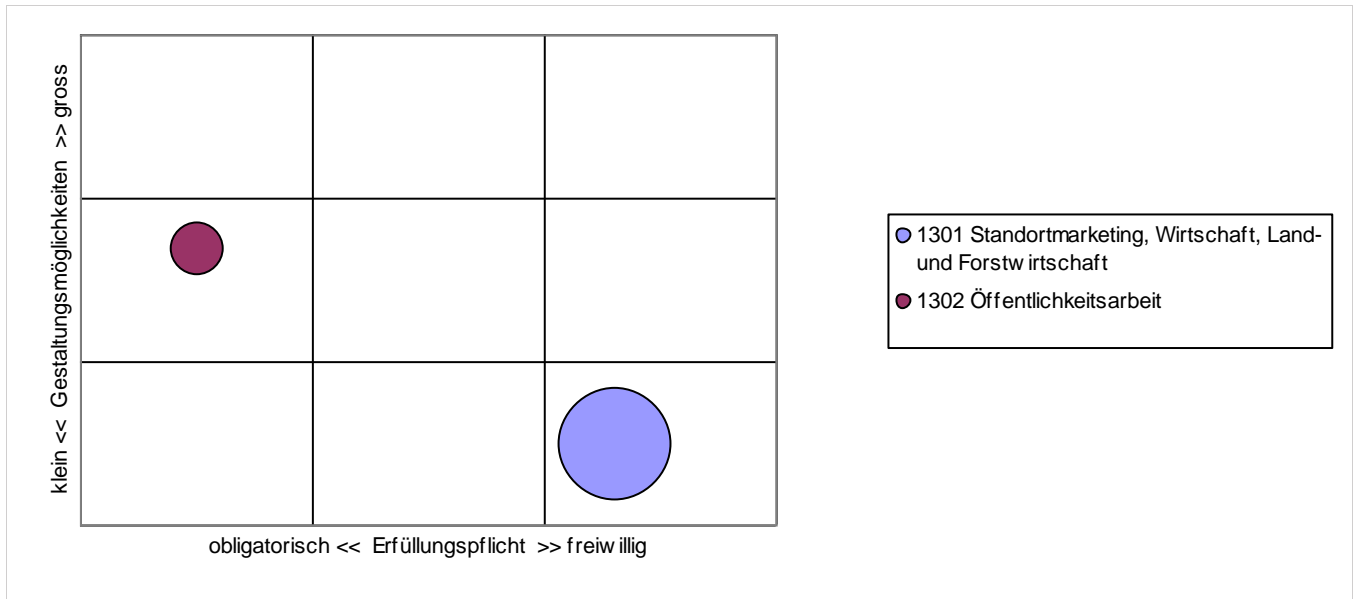 klein << Gestaltungsmöglichkeiten >> gross
obligatorisch << Erfüllungspflicht >> freiwillig
1301 Standortmarketing, Wirtschaft, Land-
und Forstwirtschaft
1302 Öffentlichkeitsarbeit